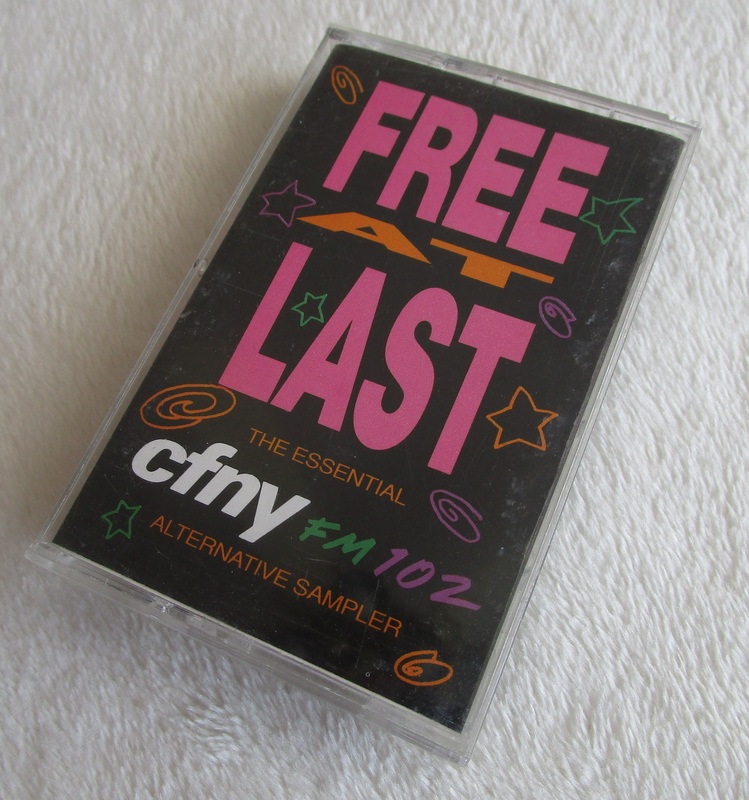 FREE
AT
LAST
THE ESSENTIAL
cfny FM 102
ALTERNATIVE SAMPLER